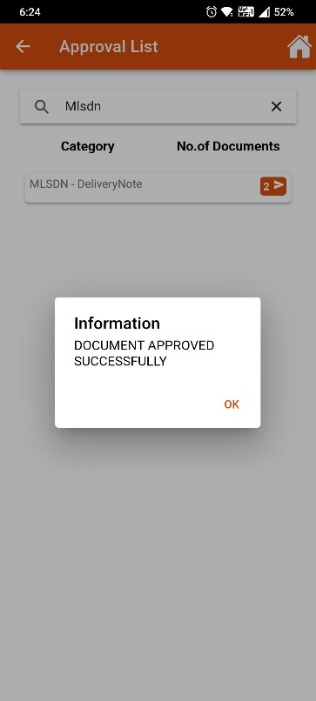 6:24 52%
Approval List
Mlsdn
Category No.of Documents
MLSDN - DeliveryNote 2
Information
DOCUMENT APPROVED
SUCCESSFULLY
OK